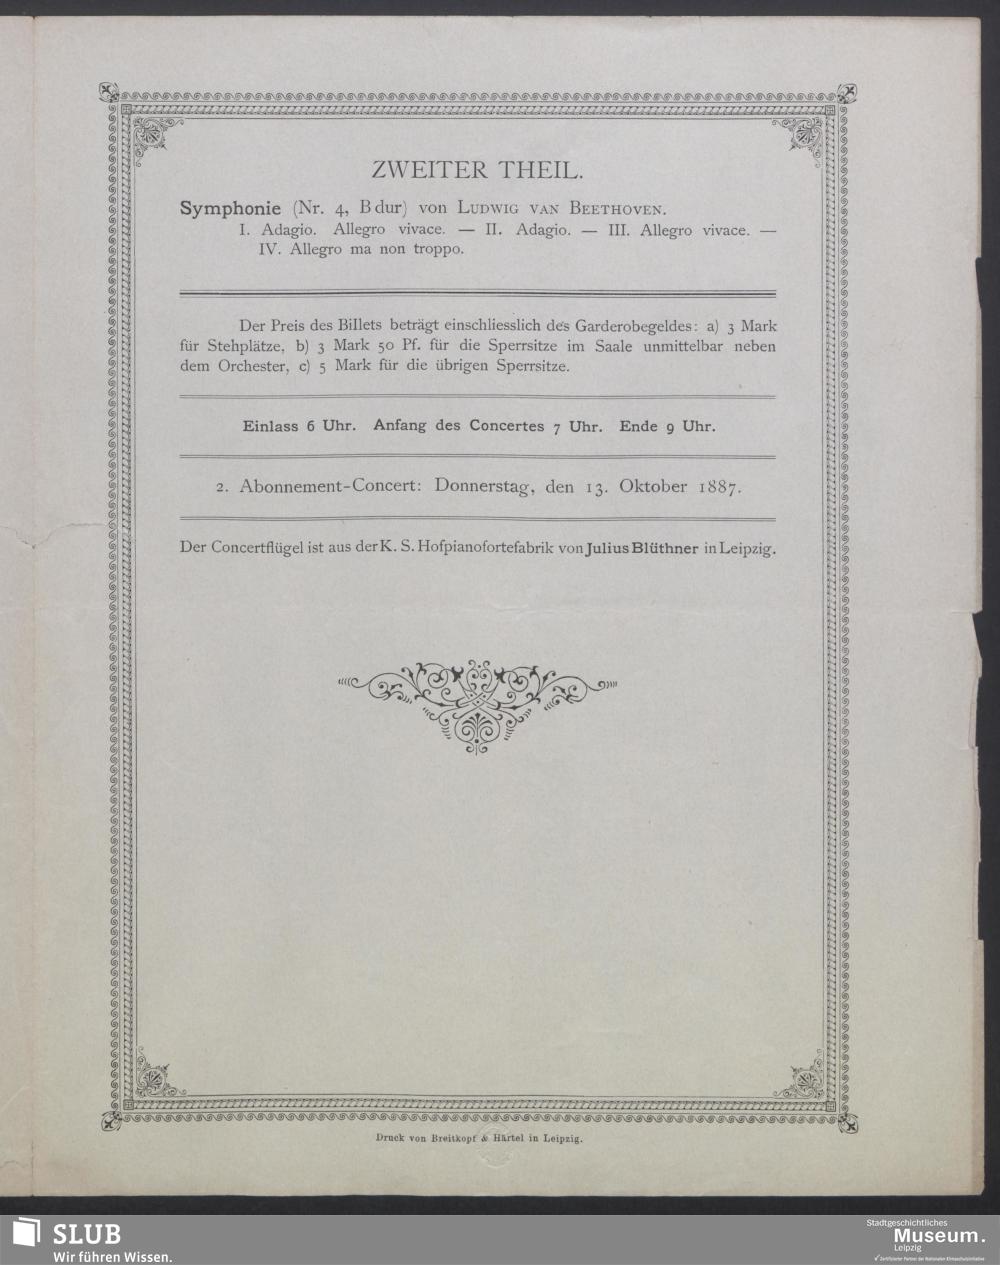 ZWEITER THEIL.
Symphonie (Nr. 4, B dur) von LUDWIG VAN BEETHOVEN.
I. Adagio. Allegro vivace. — II. Adagio. — III. Allegro vivace. —
IV. Allegro ma non troppo.
Der Preis des Billets beträgt einschliesslich des Garderobegeldes: a) 3 Mark
für Stehplätze, b) 3 Mark 50 Pf. für die Sperrsitze im Saale unmittelbar neben
dem Orchester, c) 5 Mark für die übrigen Sperrsitze.
Einlass 6 Uhr. Anfang des Concertes 7 Uhr. Ende 9 Uhr.
2. Abonnement-Concert: Donnerstag, den 13. Oktober 1887.
Der Concertflügel ist aus der K. S. Hofpianofortefabrik von Julius Blüthner in Leipzig.
Druck von Breitkopf & Härtel in Leipzig.
SLUB
Wir führen Wissen.
Stadtgeschichtliches
Museum.
Leipzig
Zertifizierter Partner der Nationalen Klimaschutzinitiative